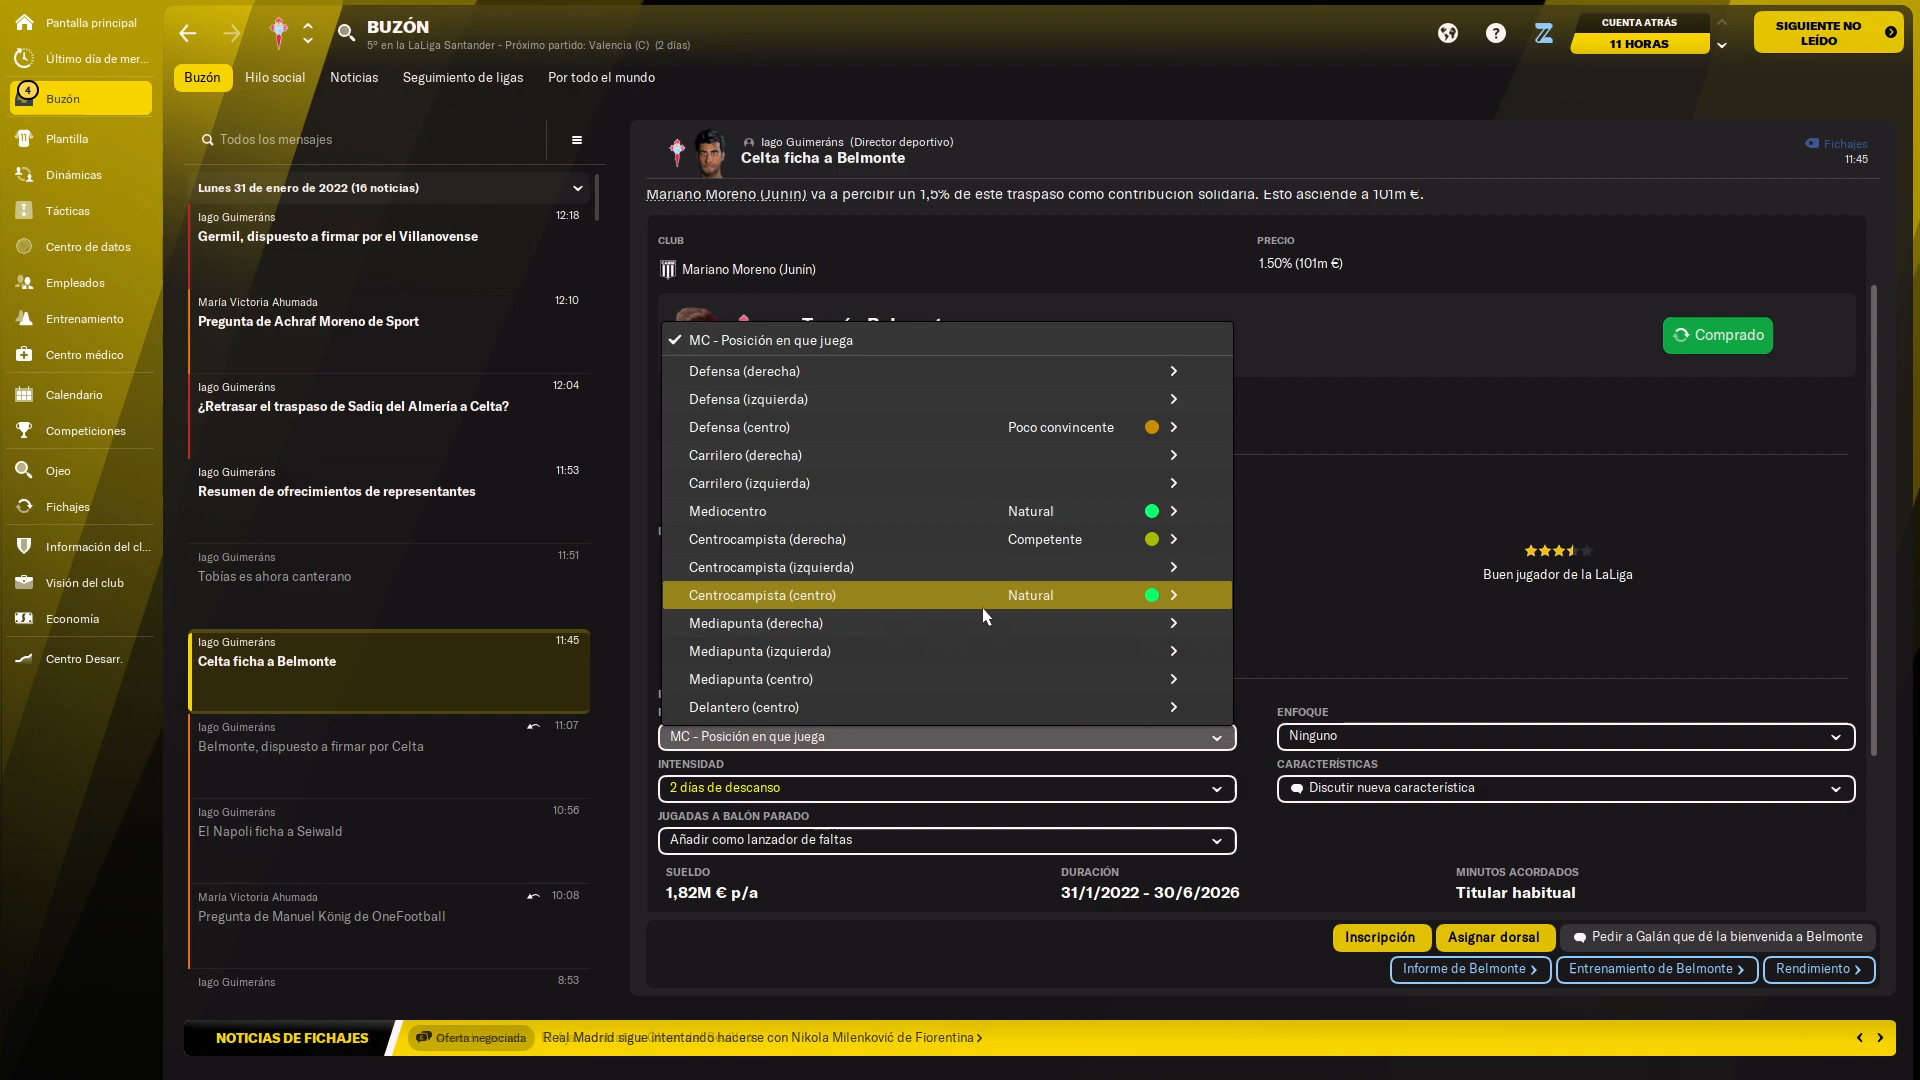 Pantalla principal
Último día de mer...
4
Buzón
Plantilla
Dinámicas
Tácticas
Centro de datos
Empleados
Entrenamiento
Centro médico
Calendario
Competiciones
Ojeo
Fichajes
Información del cl...
Visión del club
Economía
Centro Desarr.
BUZÓN
5º en la LaLiga Santander - Próximo partido: Valencia (C) (2 días)
CUENTA ATRÁS
11 HORAS
SIGUIENTE NO
LEÍDO
Buzón
Hilo social
Noticias
Seguimiento de ligas
Por todo el mundo
Todos los mensajes
Lunes 31 de enero de 2022 (16 noticias)
Iago Guimeráns 12:18
Germil, dispuesto a firmar por el Villanovense
María Victoria Ahumada 12:10
Pregunta de Achraf Moreno de Sport
Iago Guimeráns 12:04
¿Retrasar el traspaso de Sadiq del Almería a Celta?
Iago Guimeráns 11:53
Resumen de ofrecimientos de representantes
Iago Guimeráns 11:51
Tobías es ahora canterano
Iago Guimeráns 11:45
Celta ficha a Belmonte
Iago Guimeráns 11:07
Belmonte, dispuesto a firmar por Celta
Iago Guimeráns 10:56
El Napoli ficha a Seiwald
María Victoria Ahumada 10:08
Pregunta de Manuel König de OneFootball
Iago Guimeráns 8:53
Iago Guimeráns (Director deportivo)
Celta ficha a Belmonte
Fichajes
11:45
Mariano Moreno (Junín) va a percibir un 1,5% de este traspaso como contribución solidaria. Esto asciende a 101m €.
CLUB
PRECIO
Mariano Moreno (Junín)
1.50% (101m €)
Comprado
MC - Posición en que juega
Defensa (derecha)
Defensa (izquierda)
Defensa (centro) Poco convincente
Carrilero (derecha)
Carrilero (izquierda)
Mediocentro Natural
Centrocampista (derecha) Competente
Centrocampista (izquierda)
Centrocampista (centro) Natural
Mediapunta (derecha)
Mediapunta (izquierda)
Mediapunta (centro)
Delantero (centro)
Buen jugador de la LaLiga
MC - Posición en que juega
ENFOQUE
Ninguno
INTENSIDAD
2 días de descanso
CARACTERÍSTICAS
Discutir nueva característica
JUGADAS A BALÓN PARADO
Añadir como lanzador de faltas
SUELDO
1,82M € p/a
DURACIÓN
31/1/2022 - 30/6/2026
MINUTOS ACORDADOS
Titular habitual
Inscripción
Asignar dorsal
Pedir a Galán que dé la bienvenida a Belmonte
Informe de Belmonte
Entrenamiento de Belmonte
Rendimiento
NOTICIAS DE FICHAJES
Oferta negociada
Real Madrid sigue intentando hacerse con Nikola Milenković de Fiorentina